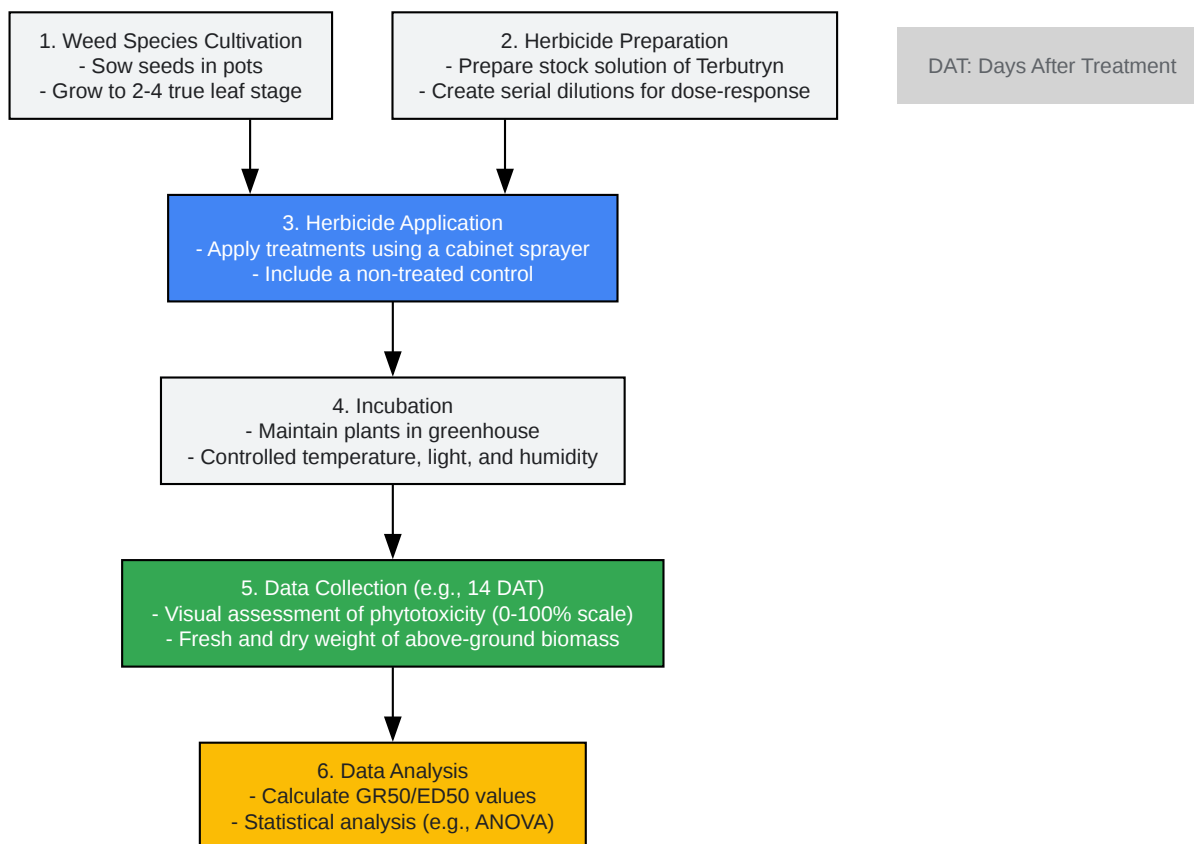 1. Weed Species Cultivation
- Sow seeds in pots
- Grow to 2-4 true leaf stage
2. Herbicide Preparation
- Prepare stock solution of Terbutryn
- Create serial dilutions for dose-response
DAT: Days After Treatment
3. Herbicide Application
- Apply treatments using a cabinet sprayer
- Include a non-treated control
4. Incubation
- Maintain plants in greenhouse
- Controlled temperature, light, and humidity
5. Data Collection (e.g., 14 DAT)
- Visual assessment of phytotoxicity (0-100% scale)
- Fresh and dry weight of above-ground biomass
6. Data Analysis
- Calculate GR50/ED50 values
- Statistical analysis (e.g., ANOVA)